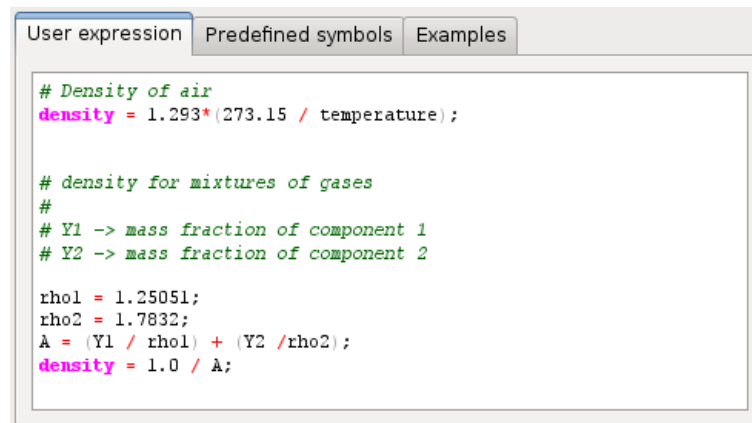 User expression Predefined symbols Examples
# Density of air
density = 1.293*(273.15 / temperature);
# density for mixtures of gases
#
# Y1 -> mass fraction of component 1
# Y2 -> mass fraction of component 2
rho1 = 1.25051;
rho2 = 1.7832;
A = (Y1 / rho1) + (Y2 /rho2);
density = 1.0 / A;